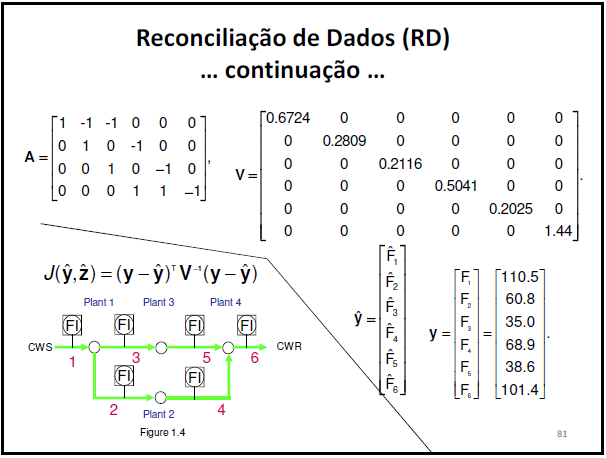 Reconciliação de Dados (RD)
... continuação ...
A = [1 -1 -1 0 0 0
0 1 0 -1 0 0
0 0 1 0 –1 0
0 0 0 1 1 –1],
V = [0.6724 0 0 0 0 0
0 0.2809 0 0 0 0
0 0 0.2116 0 0 0
0 0 0 0.5041 0 0
0 0 0 0 0.2025 0
0 0 0 0 0 1.44].
J(ŷ,ẑ) = (y – ŷ)ᵀ V⁻¹(y – ŷ)
Plant 1 Plant 3 Plant 4
FI FI FI FI
CWS CWR
1 3 5 6
FI FI
2 4
Plant 2
Figure 1.4
ŷ = [F̂₁
F̂₂
F̂₃
F̂₄
F̂₅
F̂₆]
y = [F₁
F₂
F₃
F₄
F₅
F₆] = [110.5
60.8
35.0
68.9
38.6
101.4].
81